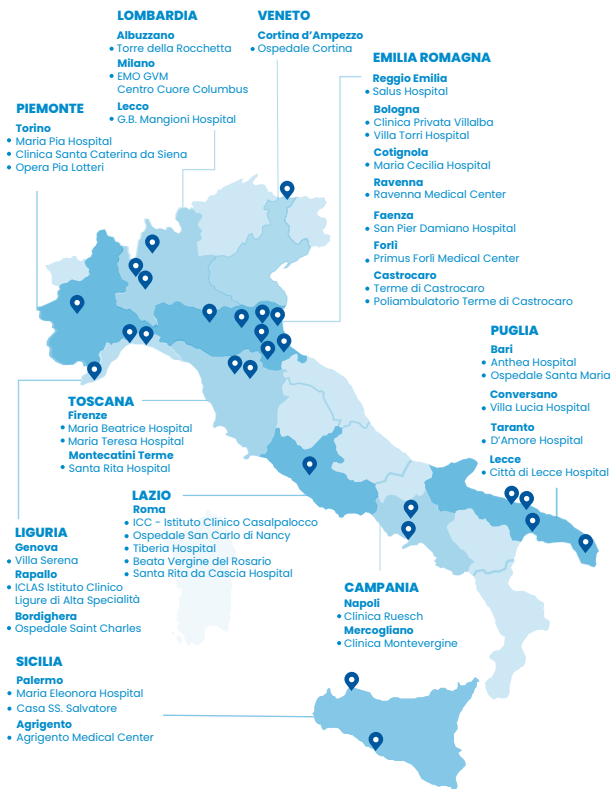 LOMBARDIA
Albuzzano
• Torre della Rocchetta
Milano
• EMO GVM
Centro Cuore Columbus
Lecco
• G.B. Mangioni Hospital
VENETO
Cortina d’Ampezzo
• Ospedale Cortina
EMILIA ROMAGNA
Reggio Emilia
• Salus Hospital
Bologna
• Clinica Privata Villalba
• Villa Torri Hospital
Cotignola
• Maria Cecilia Hospital
Ravenna
• Ravenna Medical Center
Faenza
• San Pier Damiano Hospital
Forlì
• Primus Forlì Medical Center
Castrocaro
• Terme di Castrocaro
• Poliambulatorio Terme di Castrocaro
PIEMONTE
Torino
• Maria Pia Hospital
• Clinica Santa Caterina da Siena
• Opera Pia Lotteri
PUGLIA
Bari
• Anthea Hospital
• Ospedale Santa Maria
Conversano
• Villa Lucia Hospital
Taranto
• D’Amore Hospital
Lecce
• Città di Lecce Hospital
TOSCANA
Firenze
• Maria Beatrice Hospital
• Maria Teresa Hospital
Montecatini Terme
• Santa Rita Hospital
LAZIO
Roma
• ICC - Istituto Clinico Casalpalocco
• Ospedale San Carlo di Nancy
• Tiberia Hospital
• Beata Vergine del Rosario
• Santa Rita da Cascia Hospital
LIGURIA
Genova
• Villa Serena
Rapallo
• ICLAS Istituto Clinico
Ligure di Alta Specialità
Bordighera
• Ospedale Saint Charles
CAMPANIA
Napoli
• Clinica Ruesch
Mercogliano
• Clinica Montevergine
SICILIA
Palermo
• Maria Eleonora Hospital
• Casa SS. Salvatore
Agrigento
• Agrigento Medical Center